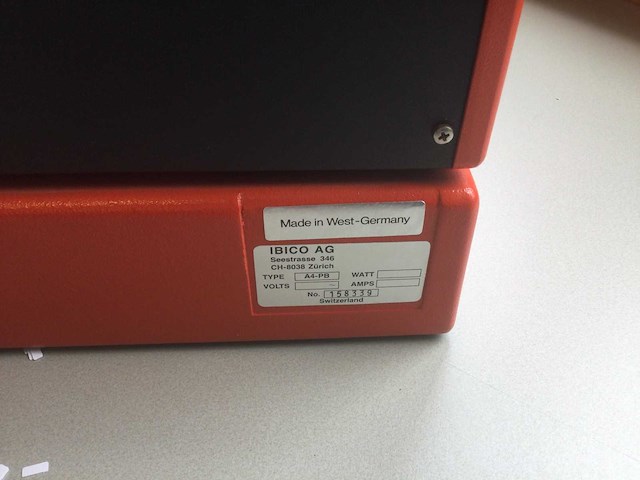 Made in West-Germany
IBICO AG
Seestrasse 346
CH-8038 Zürich
TYPE A4-PB WATT
VOLTS ~ AMPS
No. 158339
Switzerland